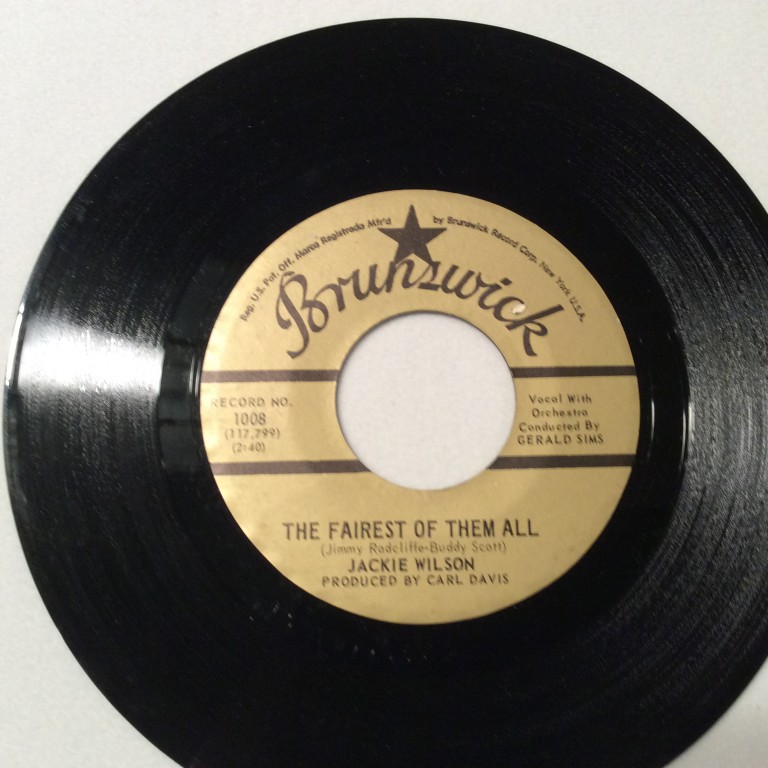 Reg. U.S. Pat. Off. Marca Registrada Mfr'd by Brunswick Record Corp. New York U.S.A.
Brunswick
RECORD NO.
1008
(117,799)
(2:40)
Vocal With
Orchestra
Conducted By
GERALD SIMS
THE FAIREST OF THEM ALL
(Jimmy Radcliffe-Buddy Scott)
JACKIE WILSON
PRODUCED BY CARL DAVIS